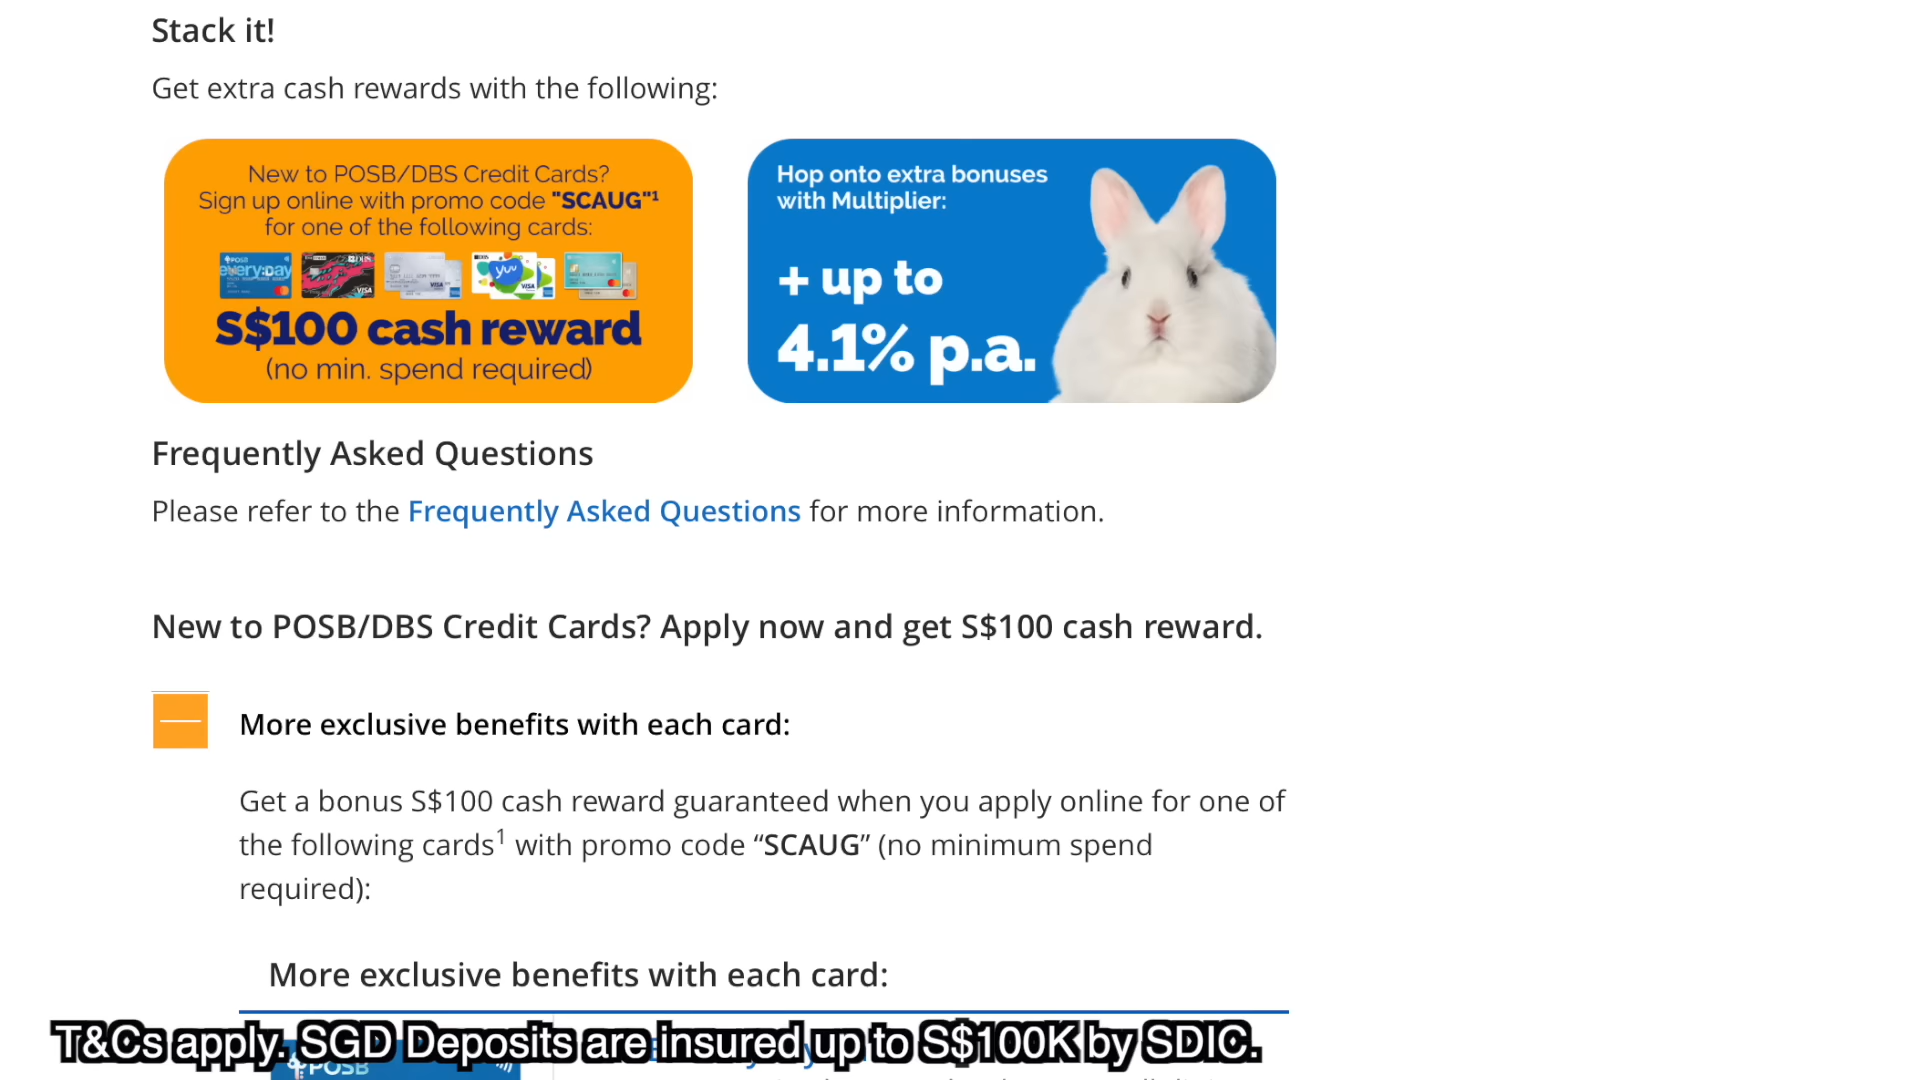 Stack it!
Get extra cash rewards with the following:
New to POSB/DBS Credit Cards?
Sign up online with promo code "SCAUG"¹
for one of the following cards:
S$100 cash reward
(no min. spend required)
Hop onto extra bonuses
with Multiplier:
+ up to
4.1% p.a.
Frequently Asked Questions
Please refer to the Frequently Asked Questions for more information.
New to POSB/DBS Credit Cards? Apply now and get S$100 cash reward.
More exclusive benefits with each card:
Get a bonus S$100 cash reward guaranteed when you apply online for one of
the following cards¹ with promo code “SCAUG” (no minimum spend
required):
More exclusive benefits with each card:
T&Cs apply. SGD Deposits are insured up to S$100K by SDIC.
POSB